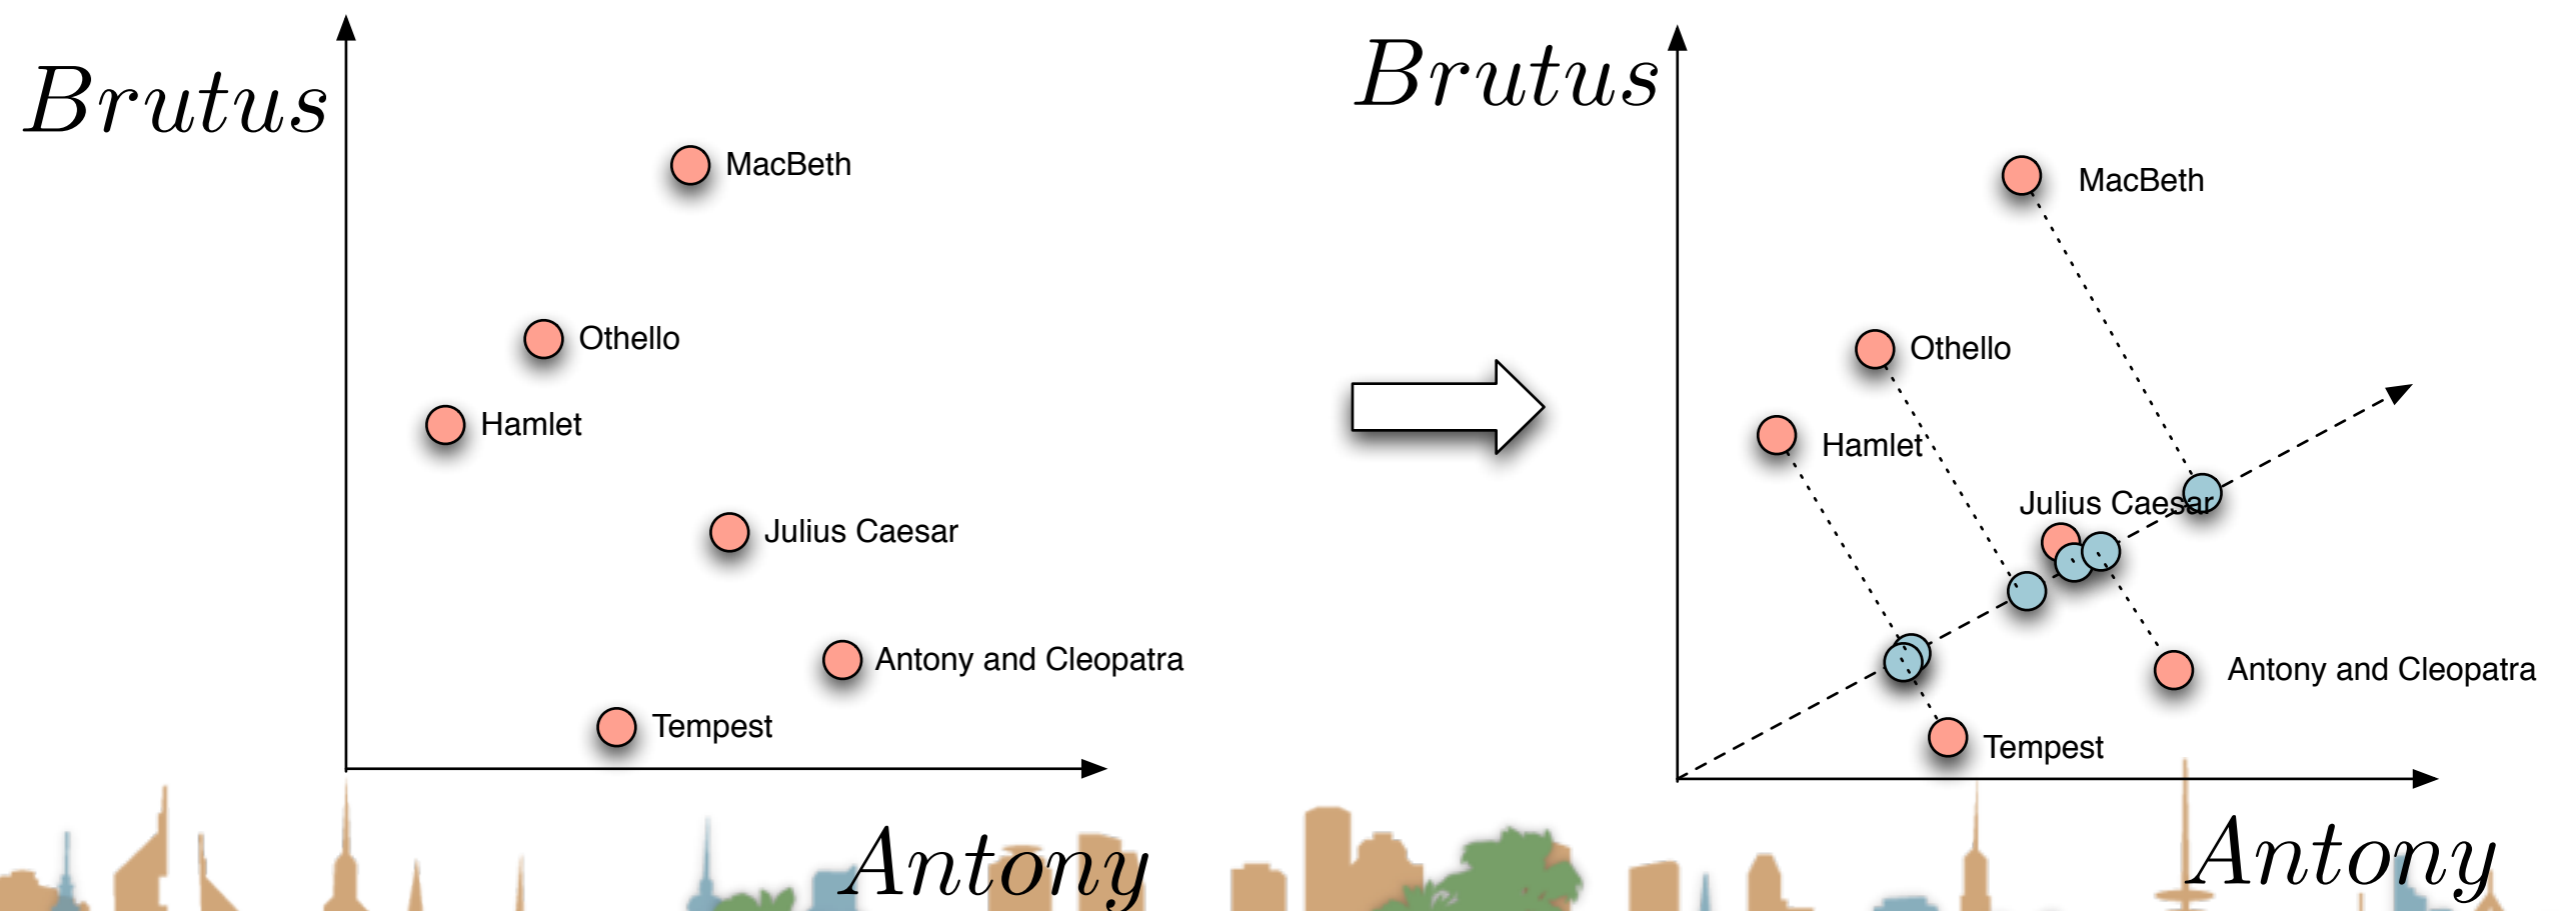 Brutus
MacBeth
Othello
Hamlet
Julius Caesar
Antony and Cleopatra
Tempest
Antony
Brutus
MacBeth
Othello
Hamlet
Julius Caesar
Antony and Cleopatra
Tempest
Antony